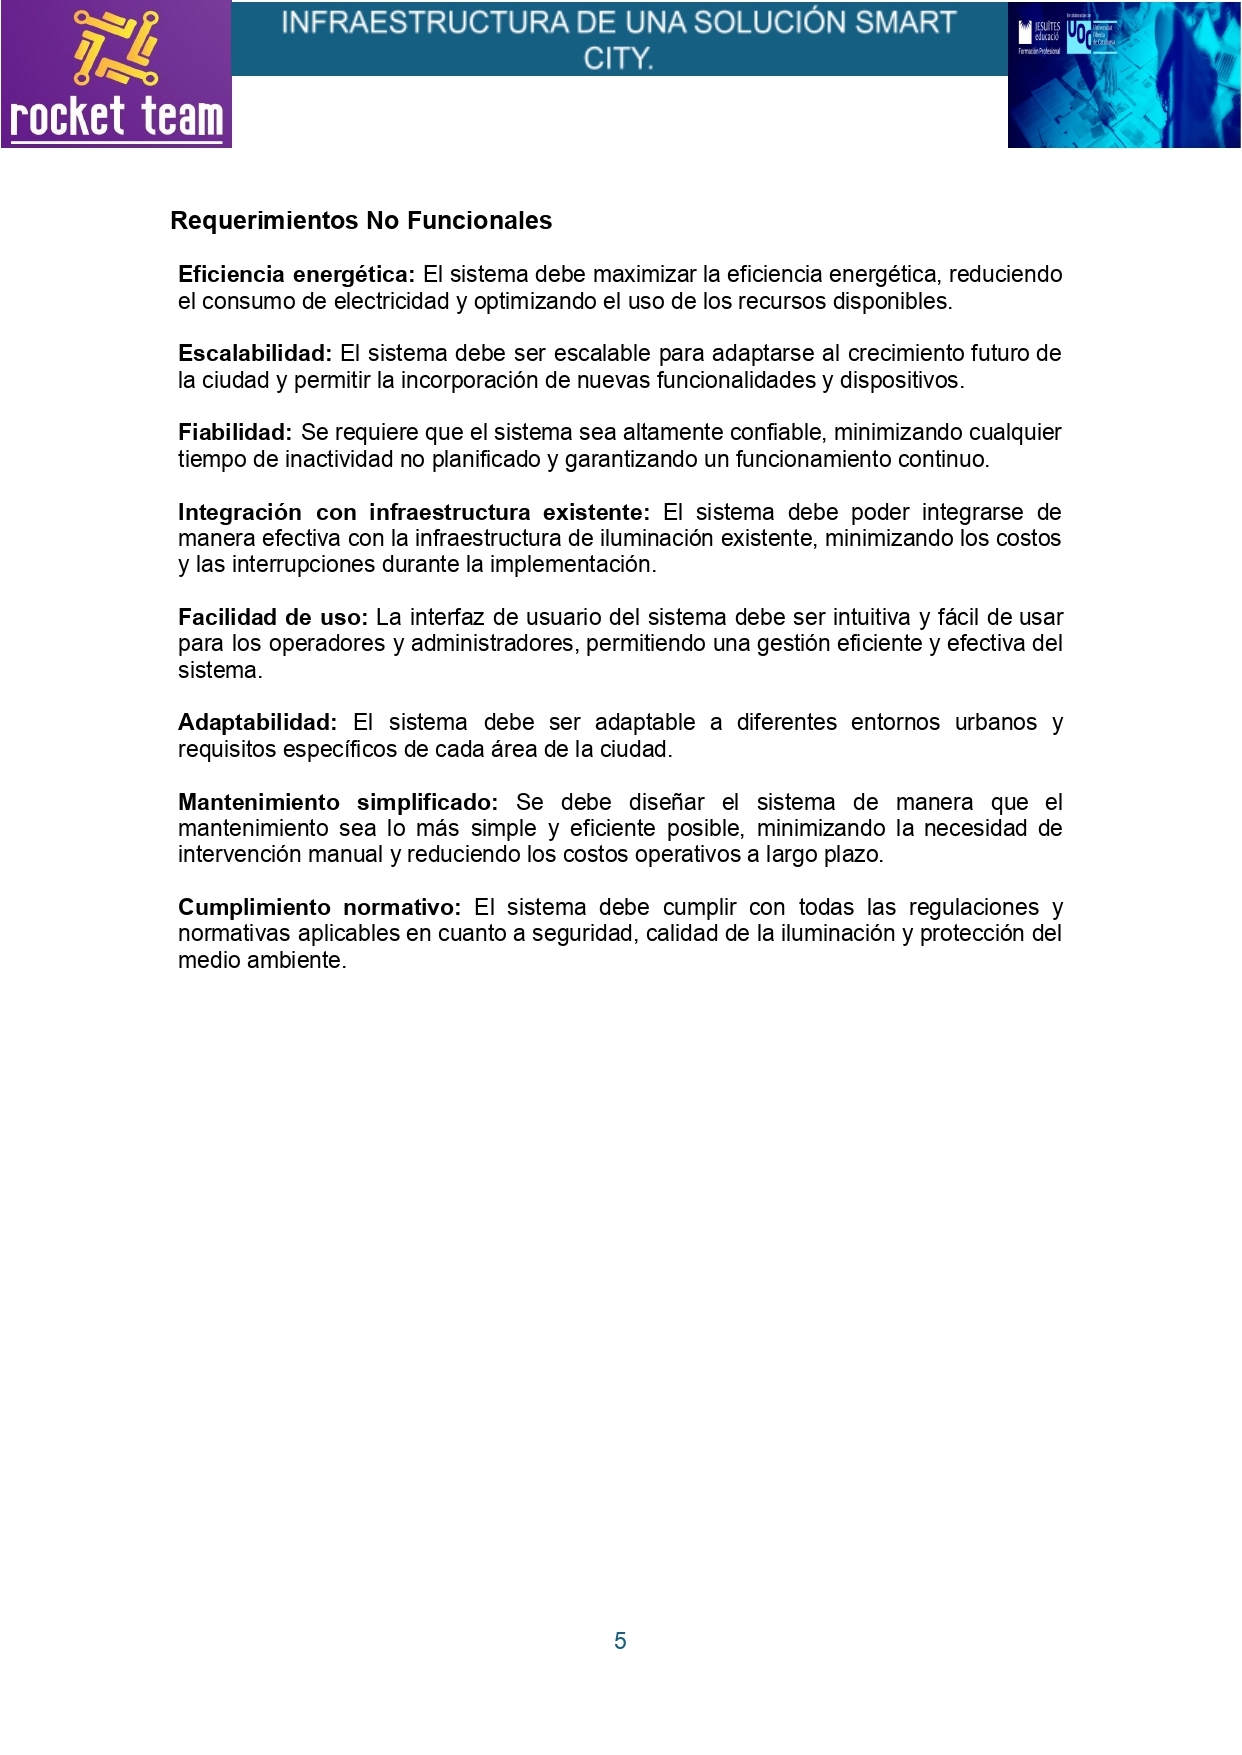 INFRAESTRUCTURA DE UNA SOLUCIÓN SMART
CITY.
rocket team
JESUÏTES
educació
Formación Profesional
En colaboración con
UOC
Universitat
Oberta
de Catalunya
Requerimientos No Funcionales
Eficiencia energética: El sistema debe maximizar la eficiencia energética, reduciendo
el consumo de electricidad y optimizando el uso de los recursos disponibles.
Escalabilidad: El sistema debe ser escalable para adaptarse al crecimiento futuro de
la ciudad y permitir la incorporación de nuevas funcionalidades y dispositivos.
Fiabilidad: Se requiere que el sistema sea altamente confiable, minimizando cualquier
tiempo de inactividad no planificado y garantizando un funcionamiento continuo.
Integración con infraestructura existente: El sistema debe poder integrarse de
manera efectiva con la infraestructura de iluminación existente, minimizando los costos
y las interrupciones durante la implementación.
Facilidad de uso: La interfaz de usuario del sistema debe ser intuitiva y fácil de usar
para los operadores y administradores, permitiendo una gestión eficiente y efectiva del
sistema.
Adaptabilidad: El sistema debe ser adaptable a diferentes entornos urbanos y
requisitos específicos de cada área de la ciudad.
Mantenimiento simplificado: Se debe diseñar el sistema de manera que el
mantenimiento sea lo más simple y eficiente posible, minimizando la necesidad de
intervención manual y reduciendo los costos operativos a largo plazo.
Cumplimiento normativo: El sistema debe cumplir con todas las regulaciones y
normativas aplicables en cuanto a seguridad, calidad de la iluminación y protección del
medio ambiente.
5